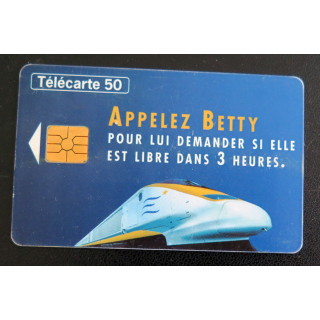 Télécarte 50
APPELEZ BETTY
POUR LUI DEMANDER SI ELLE
EST LIBRE DANS 3 HEURES.